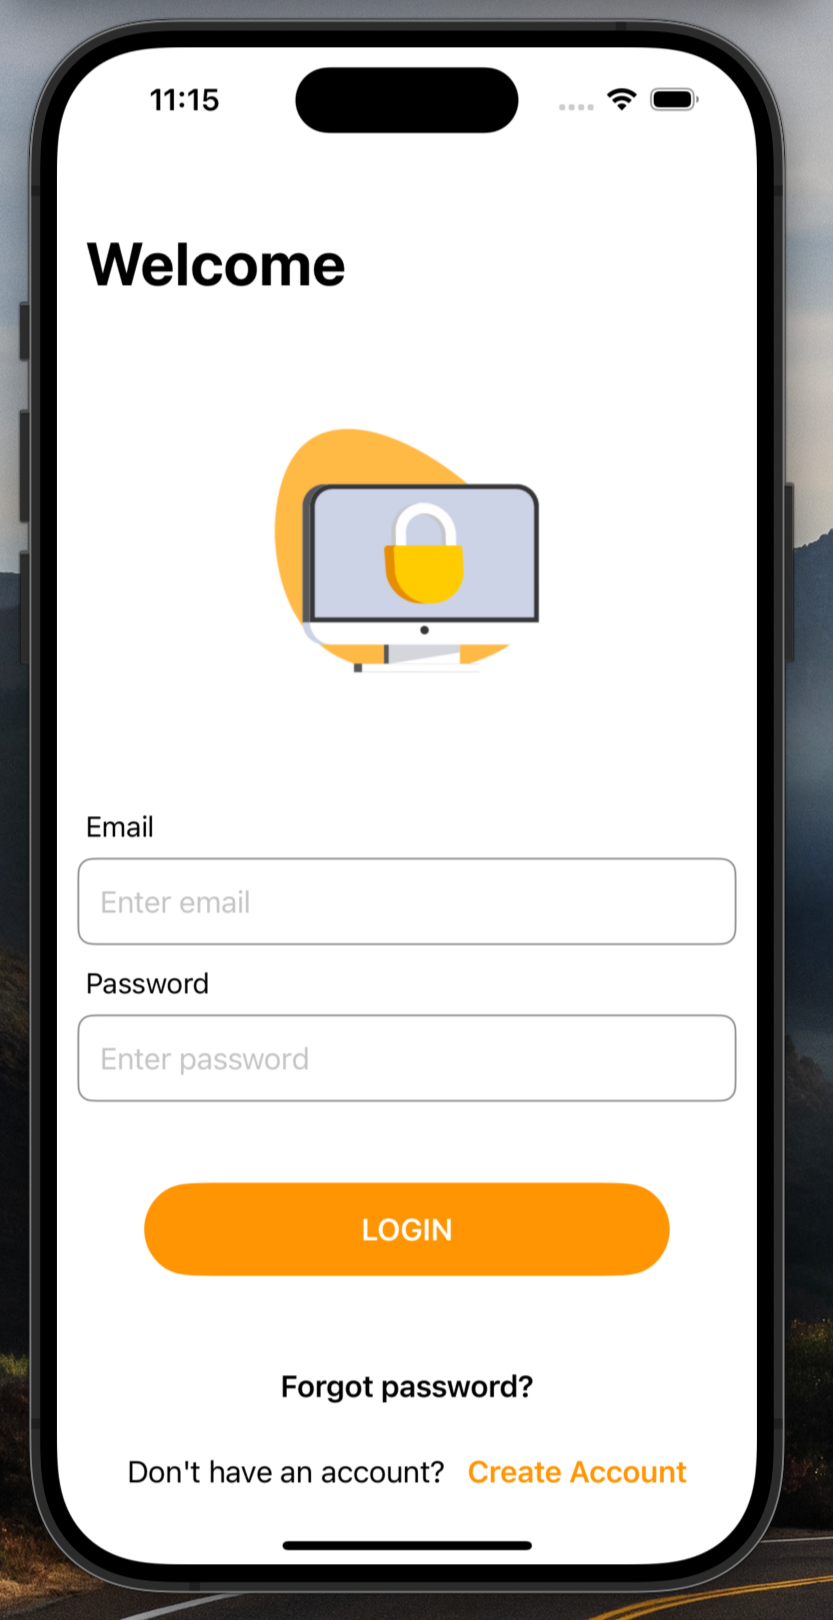 11:15
Welcome
Email
Enter email
Password
Enter password
LOGIN
Forgot password?
Don't have an account? Create Account